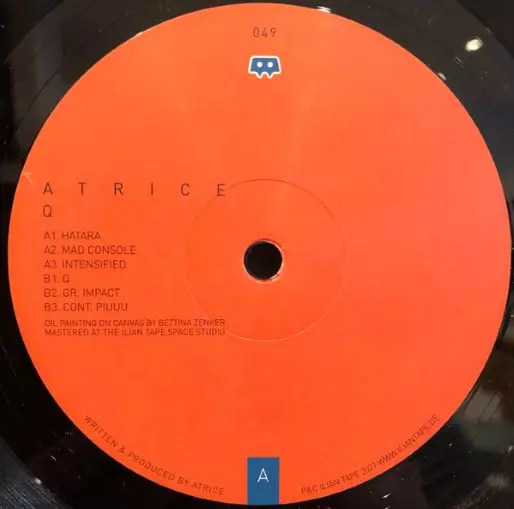 049
ATRICE
Q
A1. HATARA
A2. MAD CONSOLE
A3. INTENSIFIED
B1. Q
B2. GR. IMPACT
B3. CONT. PIUUU
OIL PAINTING ON CANVAS BY BETTINA ZENKER
MASTERED AT THE ILIAN TAPE SPACE STUDIO
WRITTEN & PRODUCED BY ATRICE
A
P&C ILIAN TAPE 2021 WWW.ILIANTAPE.DE